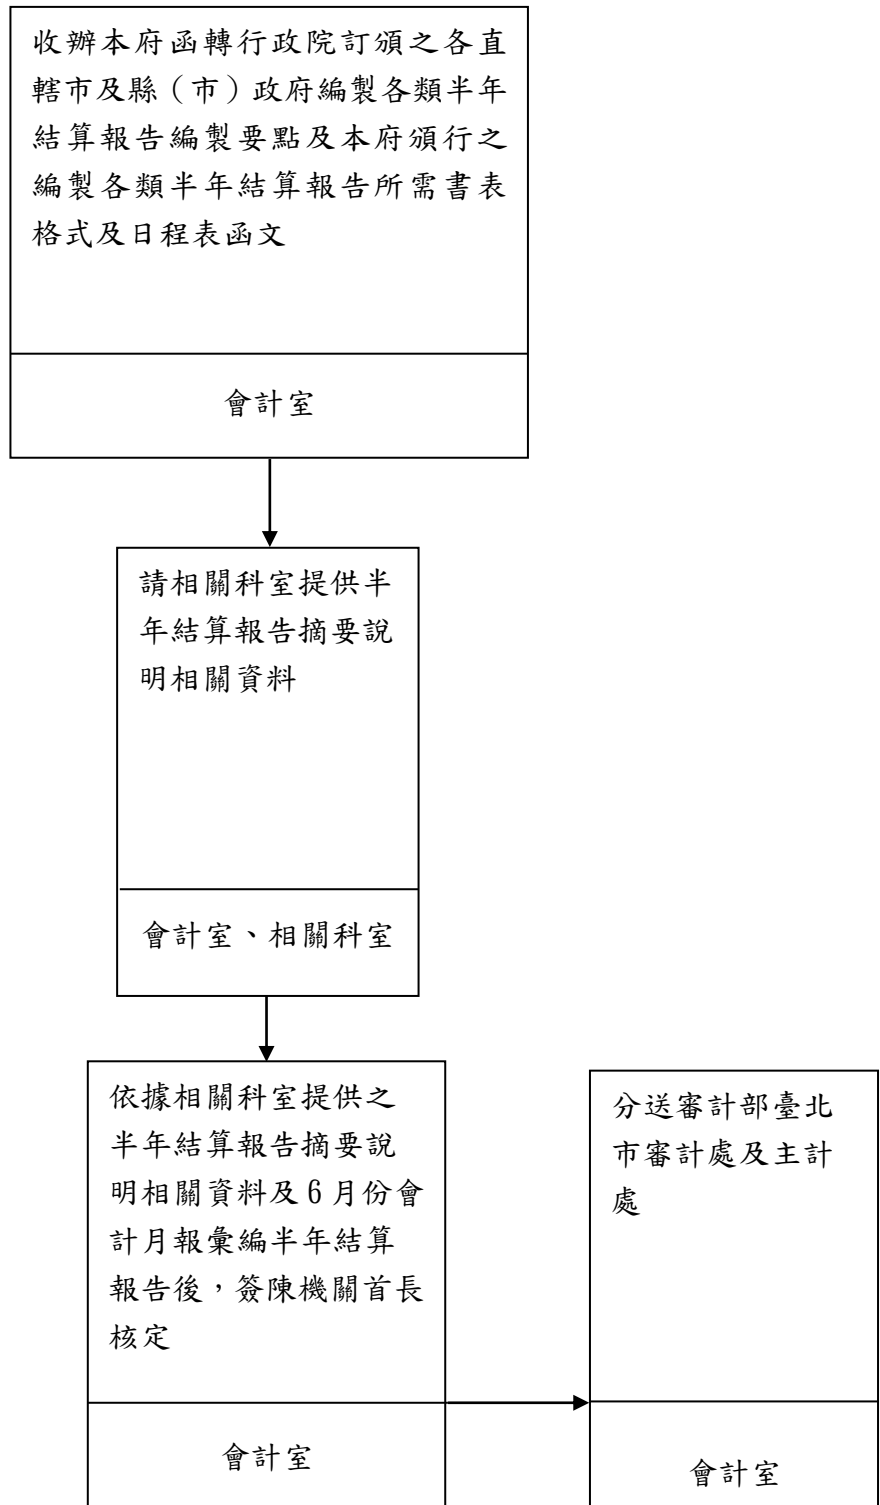 收辦本府函轉行政院訂頒之各直
轄市及縣（市）政府編製各類半年
結算報告編製要點及本府頒行之
編製各類半年結算報告所需書表
格式及日程表函文
會計室
請相關科室提供半
年結算報告摘要說
明相關資料
會計室、相關科室
依據相關科室提供之
半年結算報告摘要說
明相關資料及6月份會
計月報彙編半年結算
報告後，簽陳機關首長
核定
會計室
分送審計部臺北
市審計處及主計
處
會計室